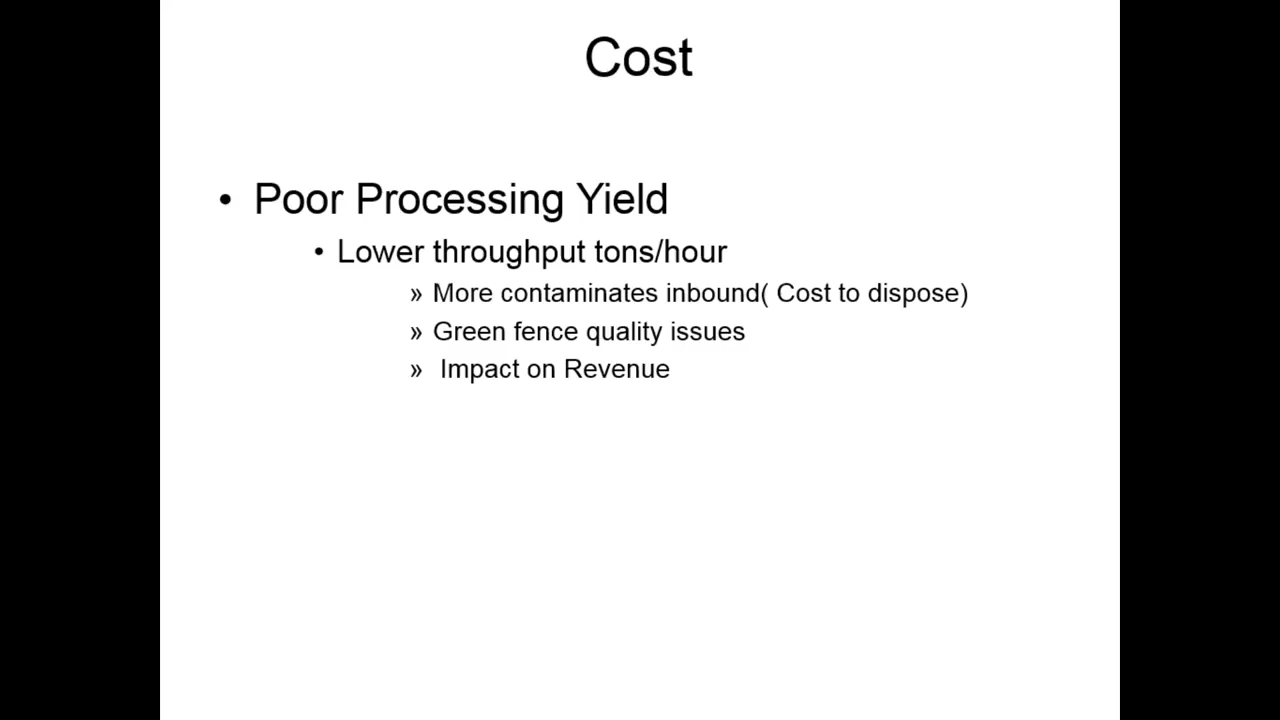 Cost
• Poor Processing Yield
• Lower throughput tons/hour
» More contaminates inbound( Cost to dispose)
» Green fence quality issues
» Impact on Revenue